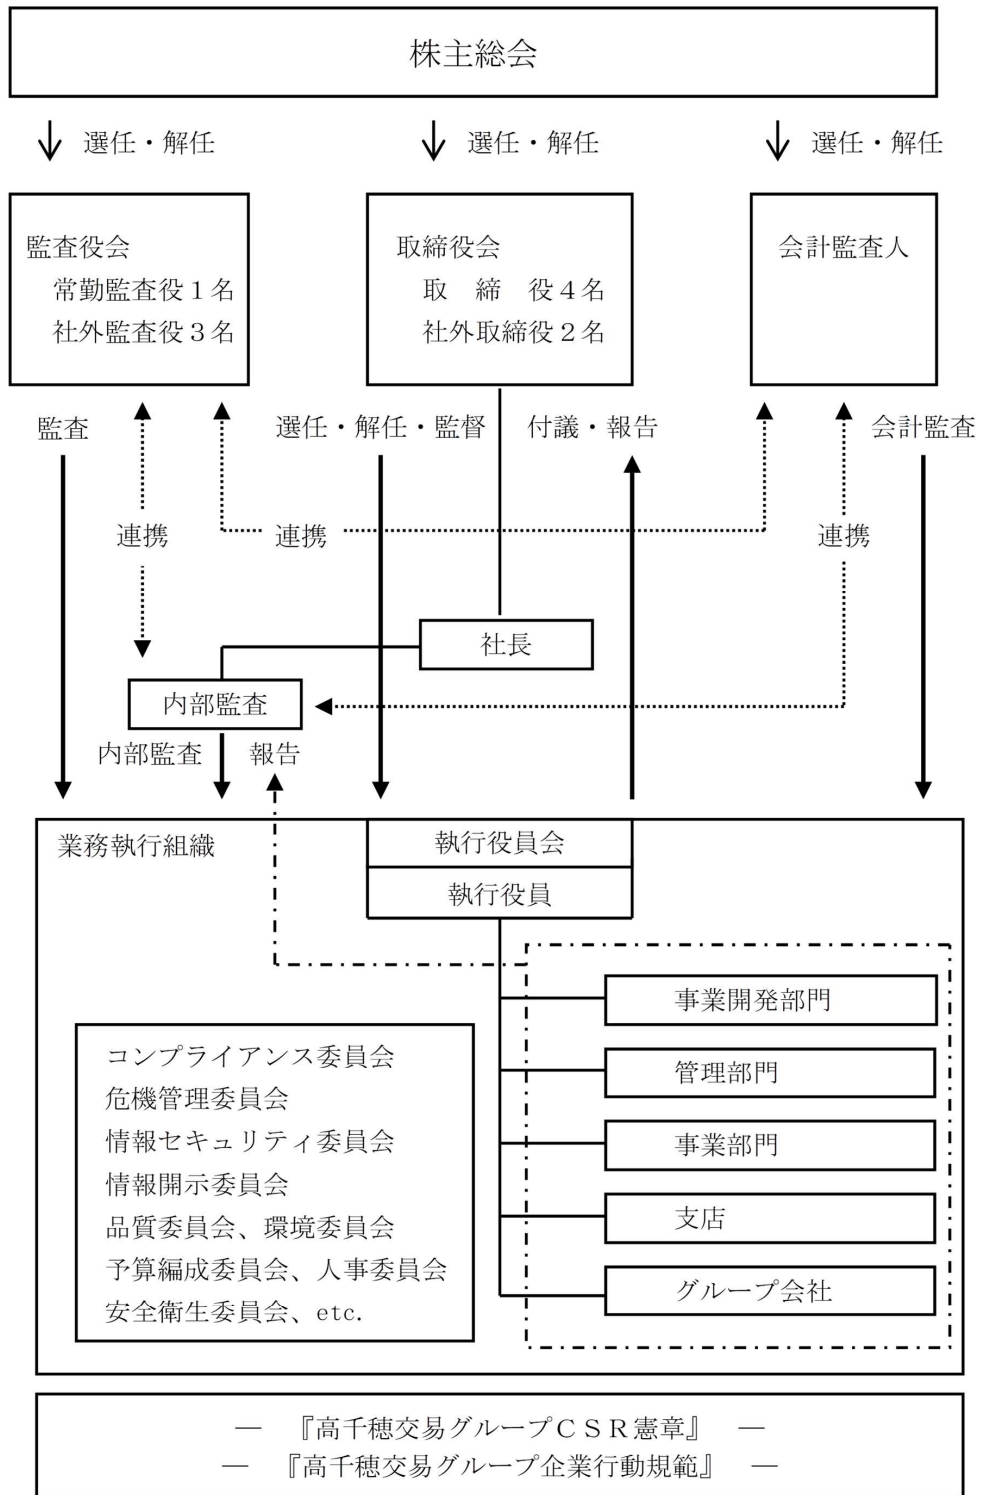 株主総会
選任・解任
選任・解任
選任・解任
監査役会
常勤監査役１名
社外監査役３名
取締役会
取　締　役４名
社外取締役２名
会計監査人
監査
選任・解任・監督
付議・報告
会計監査
連携
連携
連携
社長
内部監査
内部監査
報告
業務執行組織
執行役員会
執行役員
事業開発部門
管理部門
事業部門
支店
グループ会社
コンプライアンス委員会
危機管理委員会
情報セキュリティ委員会
情報開示委員会
品質委員会、環境委員会
予算編成委員会、人事委員会
安全衛生委員会、etc.
―　『高千穂交易グループＣＳＲ憲章』　―
―　『高千穂交易グループ企業行動規範』　―